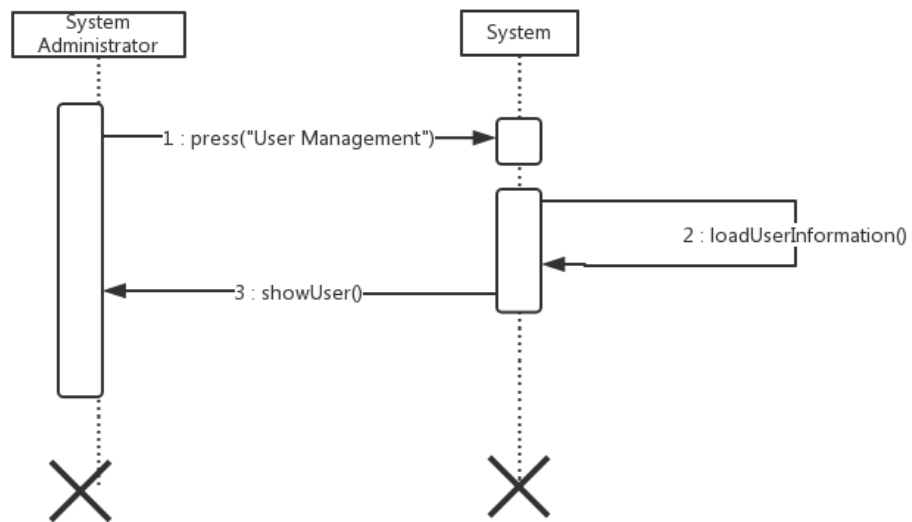 System
Administrator
System
1 : press("User Management")
2 : loadUserInformation()
3 : showUser()